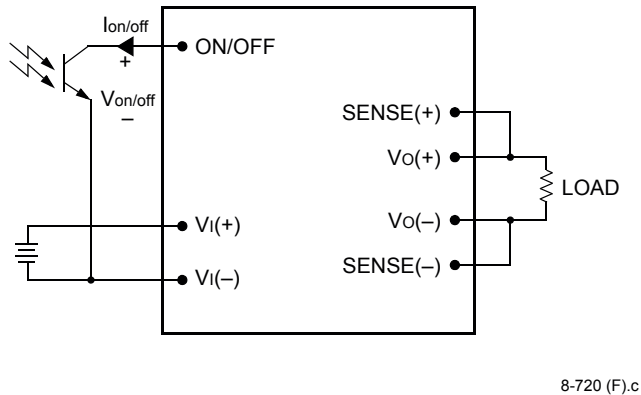 Ion/off
ON/OFF
+
Von/off
–
SENSE(+)
VO(+)
LOAD
VO(–)
SENSE(–)
VI(+)
VI(–)
8-720 (F).c